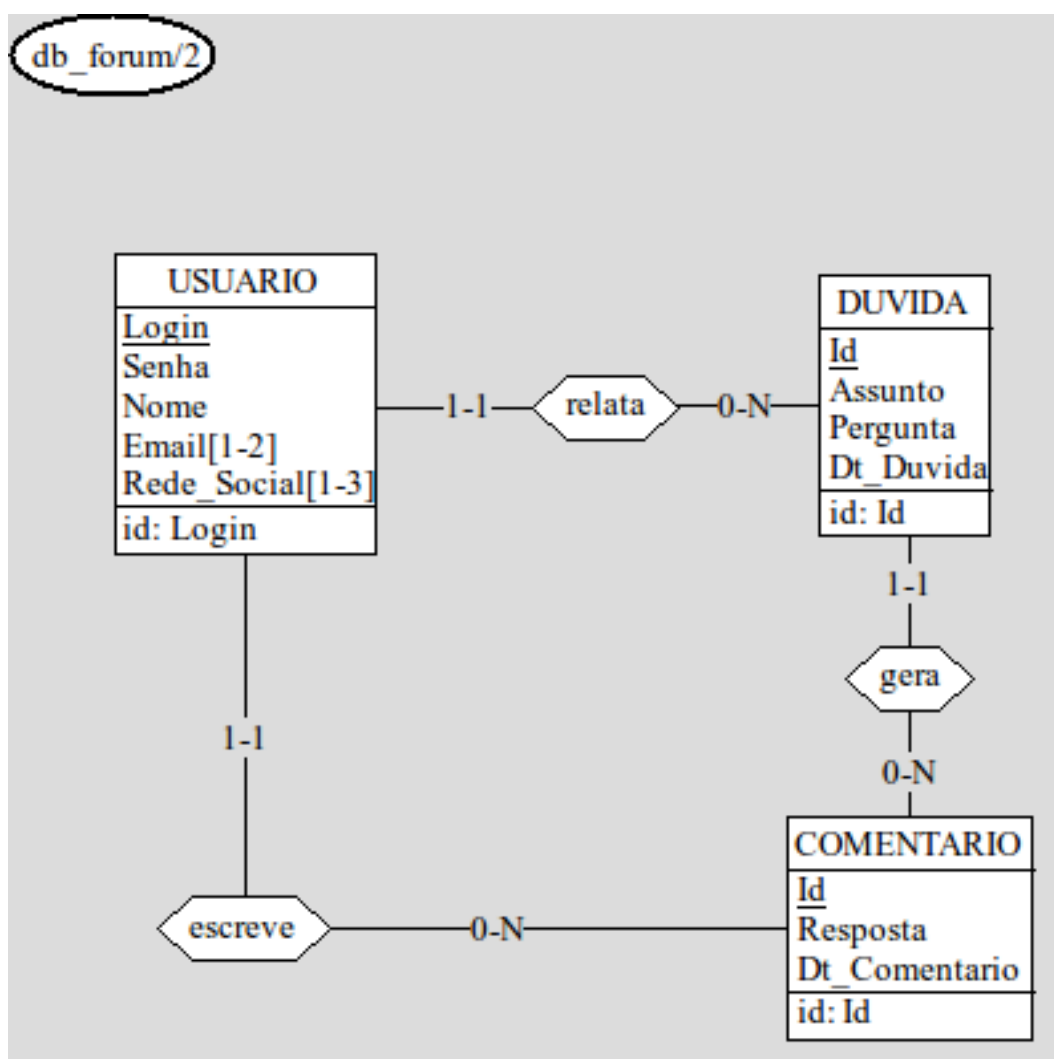 db_forum/2
USUARIO
Login
Senha
Nome
Email[1-2]
Rede_Social[1-3]
id: Login
1-1
relata
0-N
DUVIDA
Id
Assunto
Pergunta
Dt_Duvida
id: Id
1-1
gera
0-N
1-1
escreve
0-N
COMENTARIO
Id
Resposta
Dt_Comentario
id: Id